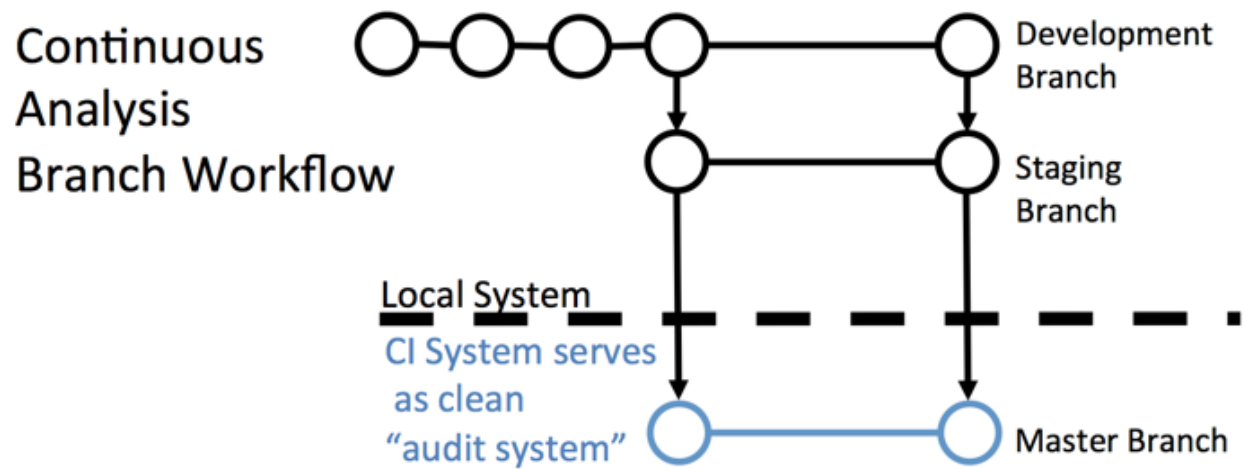 Continuous
Analysis
Branch Workflow
Development
Branch
Staging
Branch
Local System
CI System serves
as clean
“audit system”
Master Branch